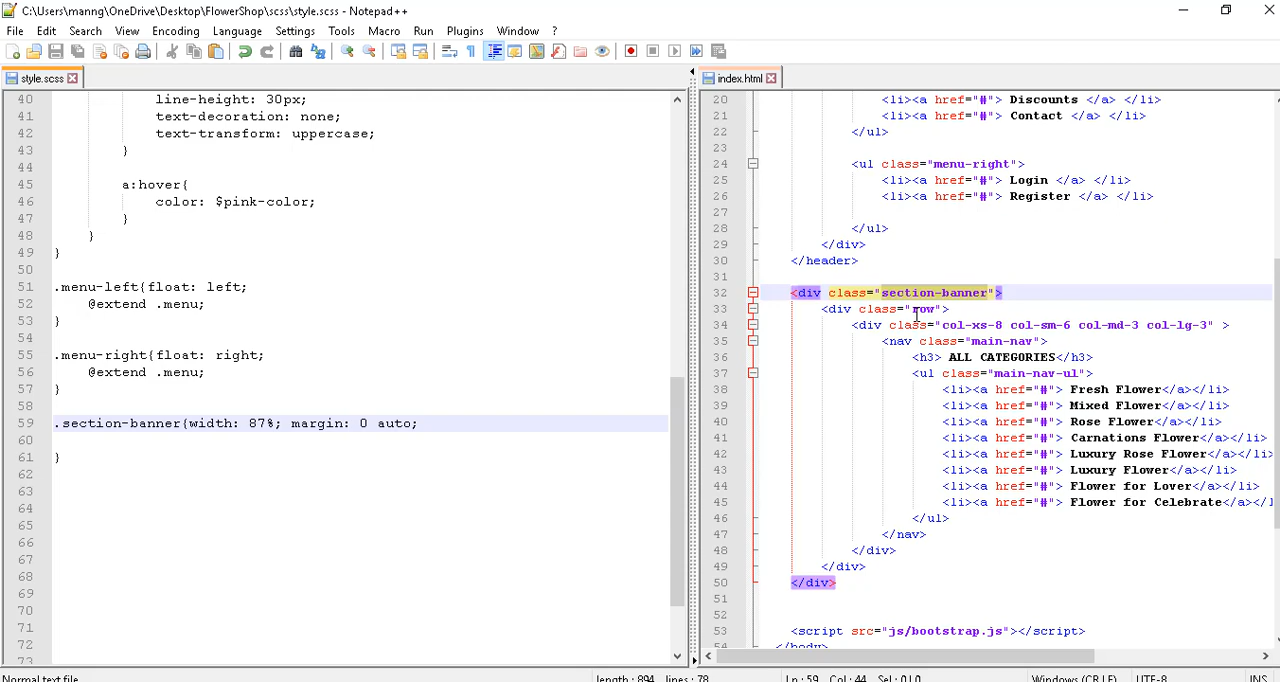 C:\Users\manng\OneDrive\Desktop\FlowerShop\scss\style.scss - Notepad++
File Edit Search View Encoding Language Settings Tools Macro Run Plugins Window ?
style.scss
40 line-height: 30px;
41 text-decoration: none;
42 text-transform: uppercase;
43 }
44
45 a:hover{
46 color: $pink-color;
47 }
48 }
49 }
50
51 .menu-left{float: left;
52 @extend .menu;
53 }
54
55 .menu-right{float: right;
56 @extend .menu;
57 }
58
59 .section-banner{width: 87%; margin: 0 auto;
60
61 }
62
63
64
65
66
67
68
69
70
71
72
73
index.html
20 <li><a href="#"> Discounts </a> </li>
21 <li><a href="#"> Contact </a> </li>
22 </ul>
23
24 <ul class="menu-right">
25 <li><a href="#"> Login </a> </li>
26 <li><a href="#"> Register </a> </li>
27
28 </ul>
29 </div>
30 </header>
31
32 <div class="section-banner">
33 <div class="row">
34 <div class="col-xs-8 col-sm-6 col-md-3 col-lg-3" >
35 <nav class="main-nav">
36 <h3> ALL CATEGORIES</h3>
37 <ul class="main-nav-ul">
38 <li><a href="#"> Fresh Flower</a></li>
39 <li><a href="#"> Mixed Flower</a></li>
40 <li><a href="#"> Rose Flower</a></li>
41 <li><a href="#"> Carnations Flower</a></li>
42 <li><a href="#"> Luxury Rose Flower</a></li>
43 <li><a href="#"> Luxury Flower</a></li>
44 <li><a href="#"> Flower for Lover</a></li>
45 <li><a href="#"> Flower for Celebrate</a></l
46 </ul>
47 </nav>
48 </div>
49 </div>
50 </div>
51
52
53 <script src="js/bootstrap.js"></script>
54 </body>
Normal text file length : 894 lines : 78 Ln : 59 Col : 44 Sel : 0 | 0 Windows (CR LF) UTF-8 INS